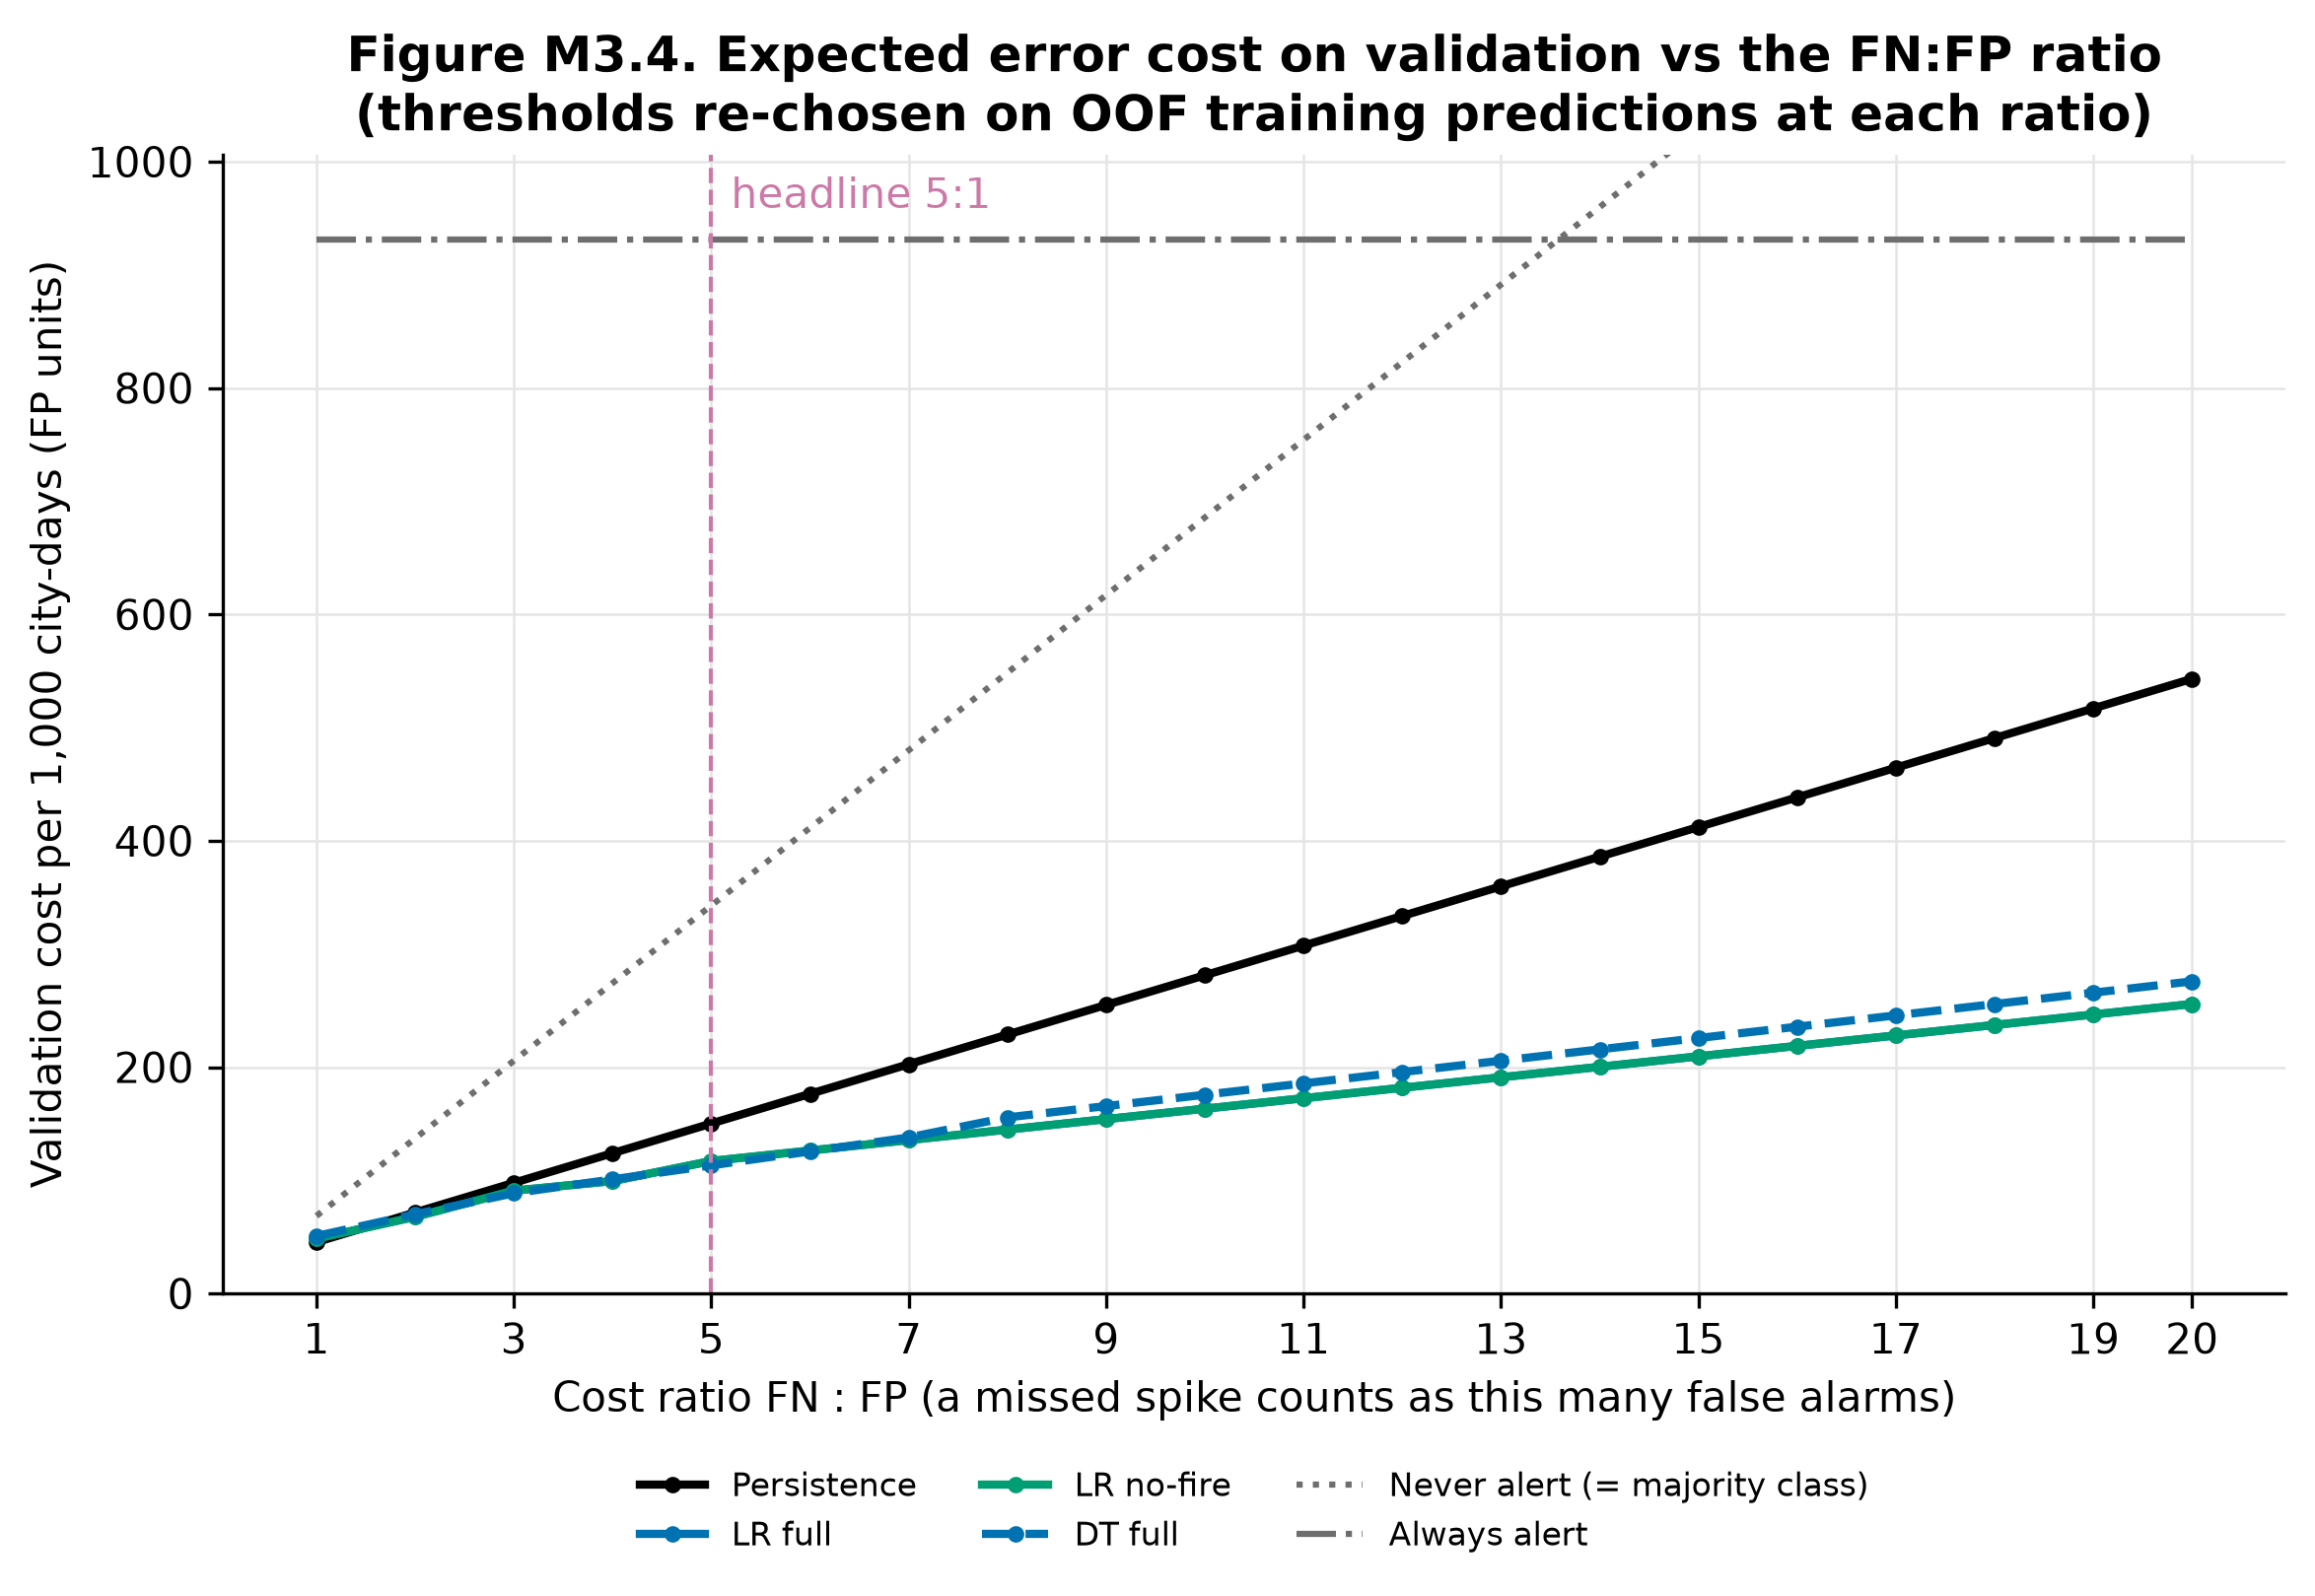 Figure M3.4. Expected error cost on validation vs the FN:FP ratio
(thresholds re-chosen on OOF training predictions at each ratio)
Validation cost per 1,000 city-days (FP units)
1000
800
600
400
200
0
headline 5:1
1 3 5 7 9 11 13 15 17 19 20
Cost ratio FN : FP (a missed spike counts as this many false alarms)
Persistence LR no-fire Never alert (= majority class)
LR full DT full Always alert